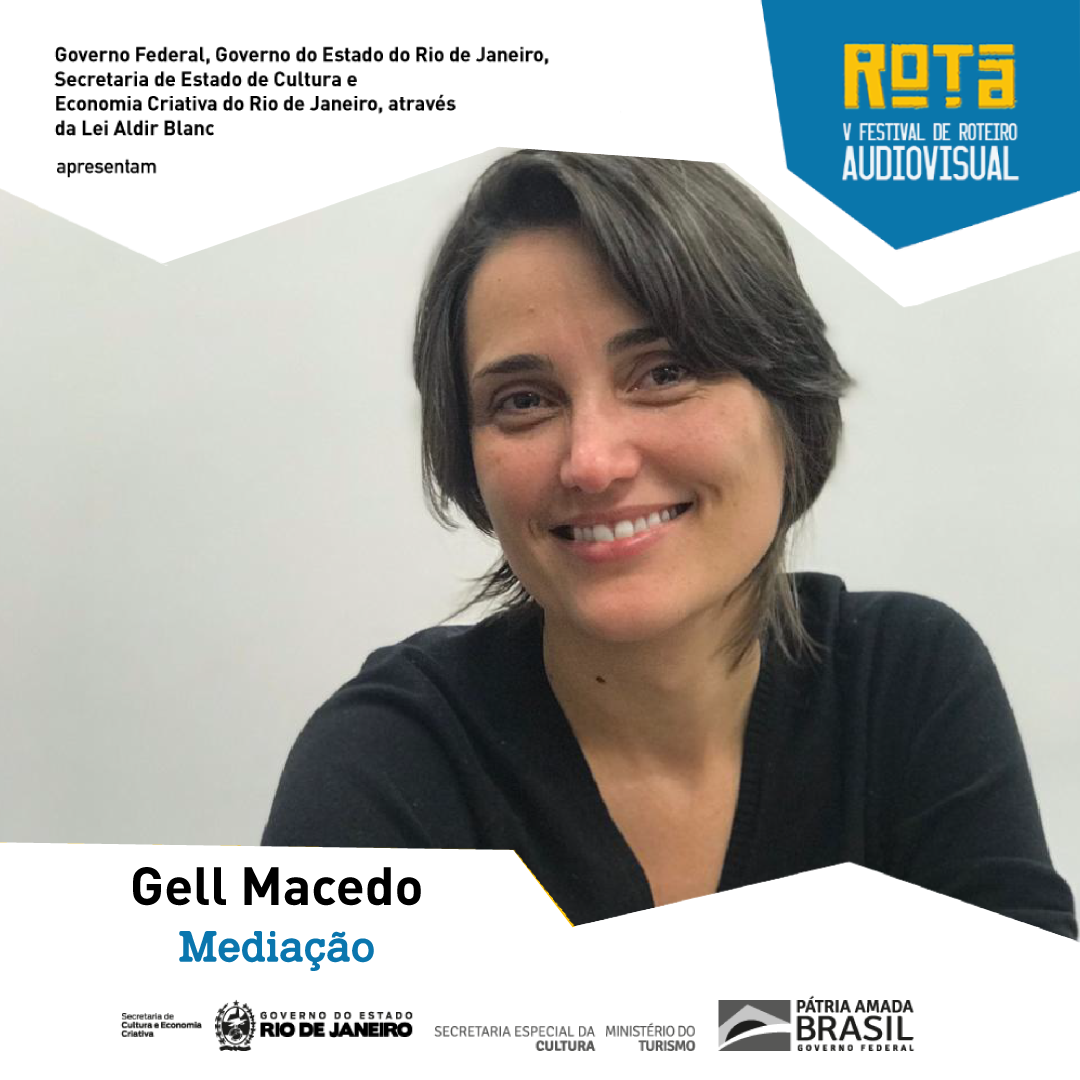 Governo Federal, Governo do Estado do Rio de Janeiro,
Secretaria de Estado de Cultura e
Economia Criativa do Rio de Janeiro, através
da Lei Aldir Blanc
apresentam
ROTA
V FESTIVAL DE ROTEIRO
AUDIOVISUAL
Gell Macedo
Mediação
Secretaria de
Cultura e Economia
Criativa
GOVERNO DO ESTADO
RIO DE JANEIRO
SECRETARIA ESPECIAL DA
CULTURA
MINISTÉRIO DO
TURISMO
PÁTRIA AMADA
BRASIL
GOVERNO FEDERAL